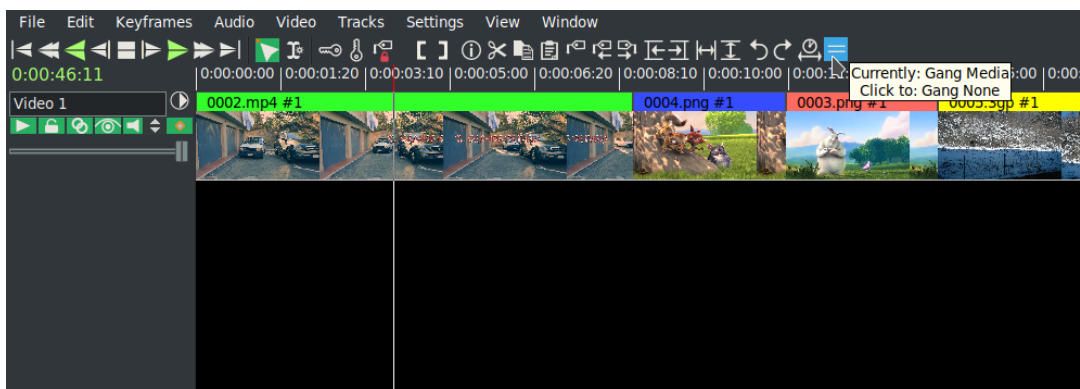 File Edit Keyframes Audio Video Tracks Settings View Window
0:00:46:11 0:00:00:00 0:00:01:20 0:00:03:10 0:00:05:00 0:00:06:20 0:00:08:10 0:00:10:00
Currently: Gang Media
Click to: Gang None
Video 1 0002.mp4 #1 0004.png #1 0003.png #1 0005.3gp #1